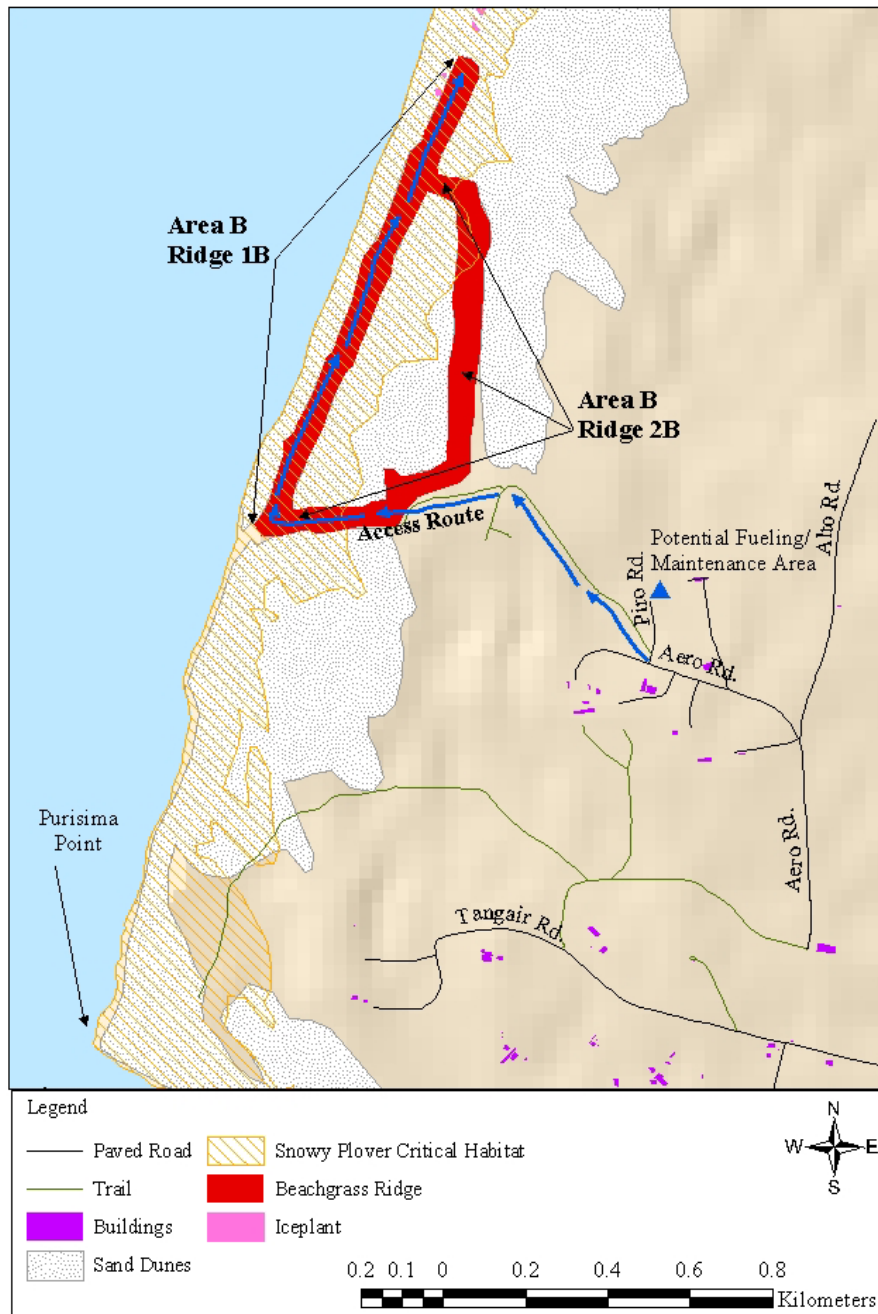 Area B
Ridge 1B
Area B
Ridge 2B
Access Route
Potential Fueling/
Maintenance Area
Piro Rd.
Alto Rd.
Aero Rd.
Aero Rd.
Purisima
Point
Tangair Rd.
Legend
Paved Road
Snowy Plover Critical Habitat
Trail
Beachgrass Ridge
Buildings
Iceplant
Sand Dunes
N
W E
S
0.2 0.1 0 0.2 0.4 0.6 0.8
Kilometers